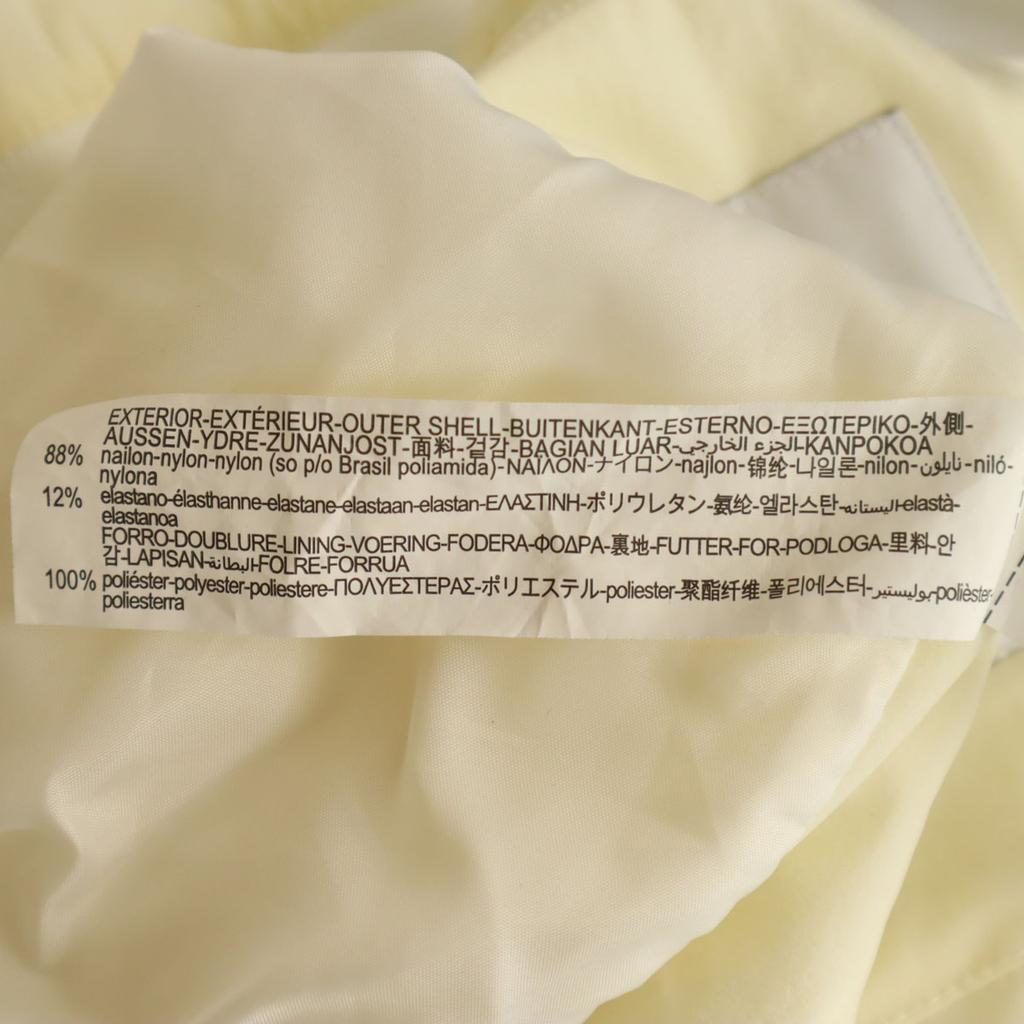 EXTERIOR-EXTÉRIEUR-OUTER SHELL-BUITENKANT-ESTERNO-ΕΞΩΤΕΡΙΚΟ-外側-
AUSSEN-YDRE-ZUNANJOST-面料-겉감-BAGIAN LUAR-الجزء الخارجي-KANPOKOA
88% nailon-nylon-nylon (so p/o Brasil poliamida)-ΝΑΪΛΟΝ-ナイロン-najlon-锦纶-나일론-nilon-نايلون-niló-
nylona
12% elastano-élasthanne-elastane-elastaan-elastan-ΕΛΑΣΤΙΝΗ-ポリウレタン-氨纶-엘라스탄-اليستانه-elastà-
elastanoa
FORRO-DOUBLURE-LINING-VOERING-FODERA-ΦΟΔΡΑ-裏地-FUTTER-FOR-PODLOGA-里料-안
감-LAPISAN-البطانة-FOLRE-FORRUA
100% poliéster-polyester-poliestere-ΠΟΛΥΕΣΤΕΡΑΣ-ポリエステル-poliester-聚酯纤维-폴리에스터-بوليستير-polièster-
poliesterra